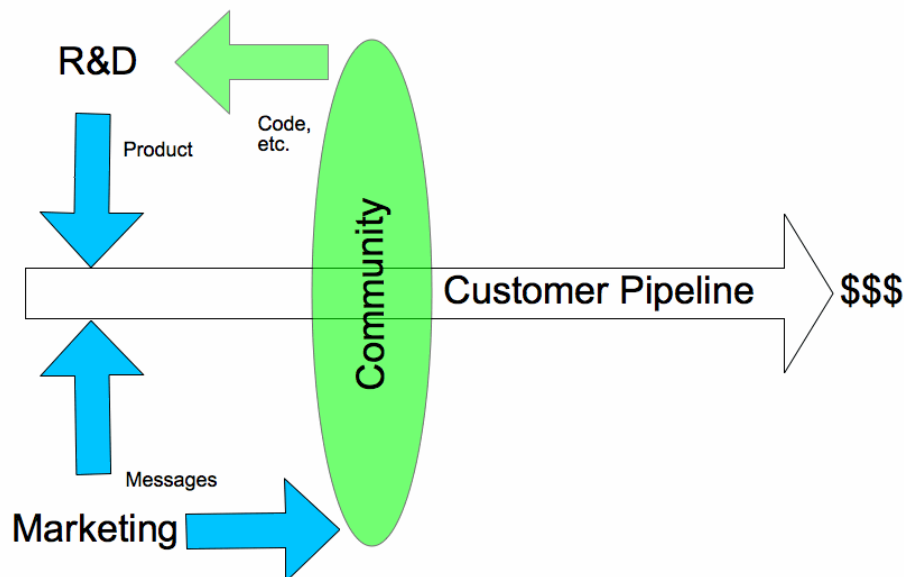 R&D
Code,
etc.
Product
Community
Customer Pipeline
$$$
Messages
Marketing